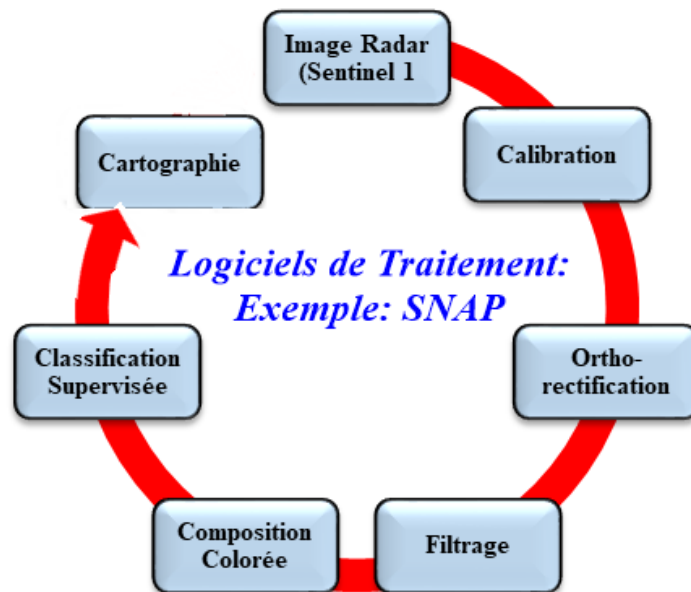 Image Radar
(Sentinel 1
Calibration
Ortho-
rectification
Filtrage
Composition
Colorée
Classification
Supervisée
Cartographie
Logiciels de Traitement:
Exemple: SNAP